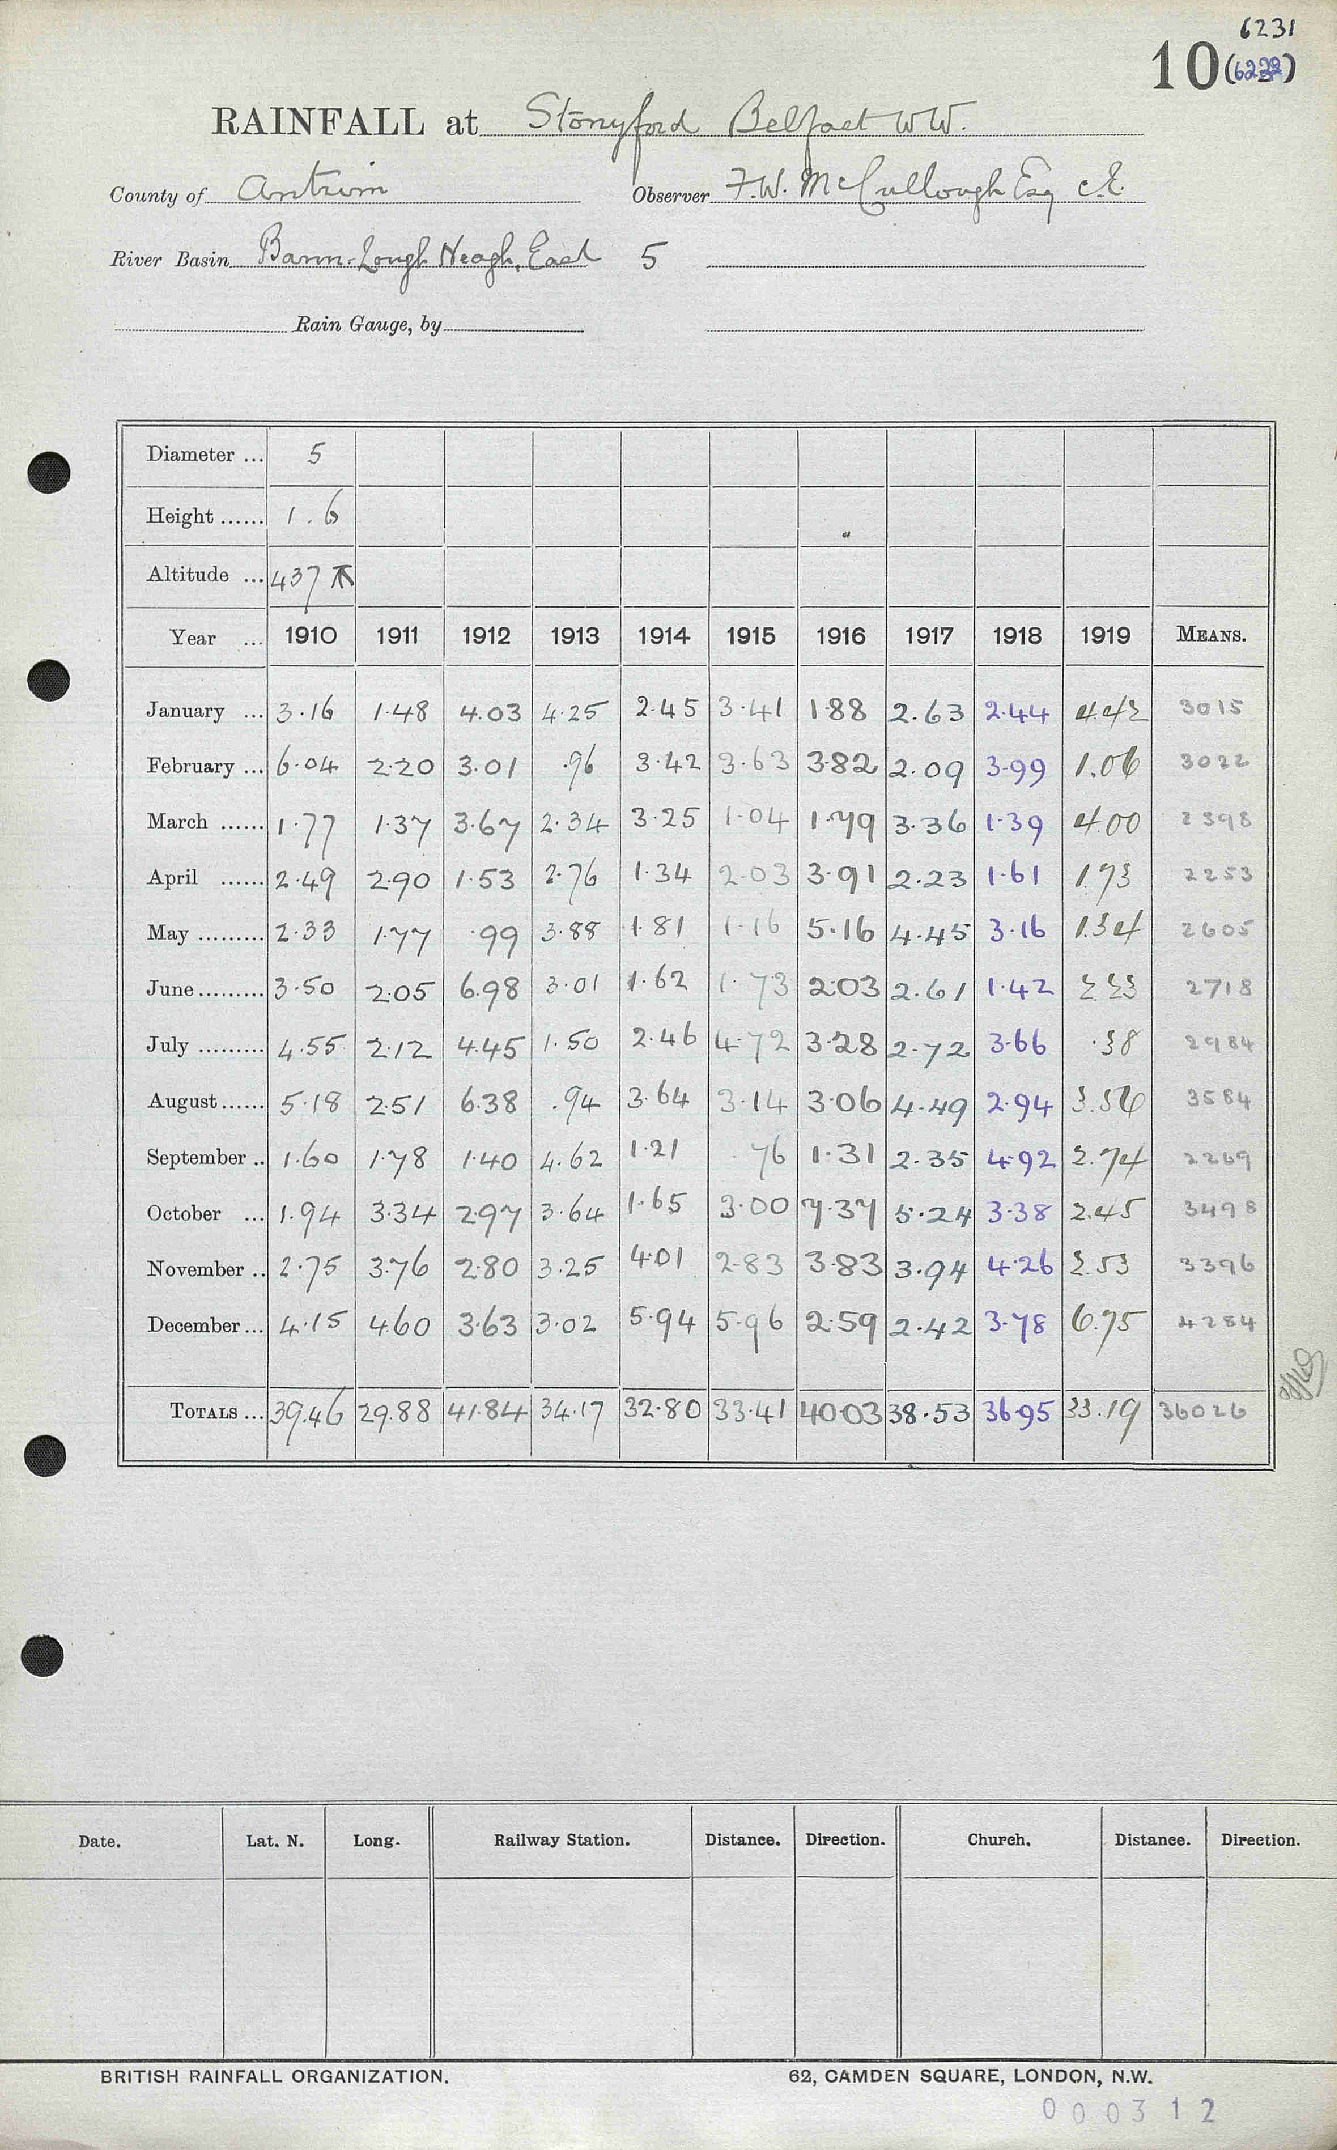 6231
10 (6222)
RAINFALL at Stonyford Belfast W.W.
County of Antrim Observer F.W. McCullough Esq C.E.
River Basin Bann. Lough Neagh, East 5
Rain Gauge, by
Diameter ... 5
Height ...... 1.6
Altitude ... 437
Year ... 1910 1911 1912 1913 1914 1915 1916 1917 1918 1919 MEANS.
January ... 3.16 1.48 4.03 4.25 2.45 3.41 1.88 2.63 2.44 4.42 3015
February ... 6.04 2.20 3.01 .96 3.42 3.63 3.82 2.09 3.99 1.06 3022
March ...... 1.77 1.37 3.67 2.34 3.25 1.04 1.79 3.36 1.39 4.00 2398
April ...... 2.49 2.90 1.53 2.76 1.34 2.03 3.91 2.23 1.61 1.73 2253
May ......... 2.33 1.77 .99 3.88 1.81 1.16 5.16 4.45 3.16 1.34 2605
June ......... 3.50 2.05 6.98 3.01 1.62 1.73 2.03 2.61 1.42 2.23 2718
July ......... 4.55 2.12 4.45 1.50 2.46 4.72 3.28 2.72 3.66 .38 2984
August ...... 5.18 2.51 6.38 .94 3.64 3.14 3.06 4.49 2.94 3.56 3584
September .. 1.60 1.78 1.40 4.62 1.21 .76 1.31 2.35 4.92 2.74 2269
October ... 1.94 3.34 2.97 3.64 1.65 3.00 7.37 5.24 3.38 2.45 3498
November .. 2.75 3.76 2.80 3.25 4.01 2.83 3.83 3.94 4.26 2.53 3396
December ... 4.15 4.60 3.63 3.02 5.94 5.96 2.59 2.42 3.78 6.75 4284
TOTALS ... 39.46 29.88 41.84 34.17 32.80 33.41 40.03 38.53 36.95 33.19 36026
Date. Lat. N. Long. Railway Station. Distance. Direction. Church. Distance. Direction.
BRITISH RAINFALL ORGANIZATION. 62, CAMDEN SQUARE, LONDON, N.W.
000312